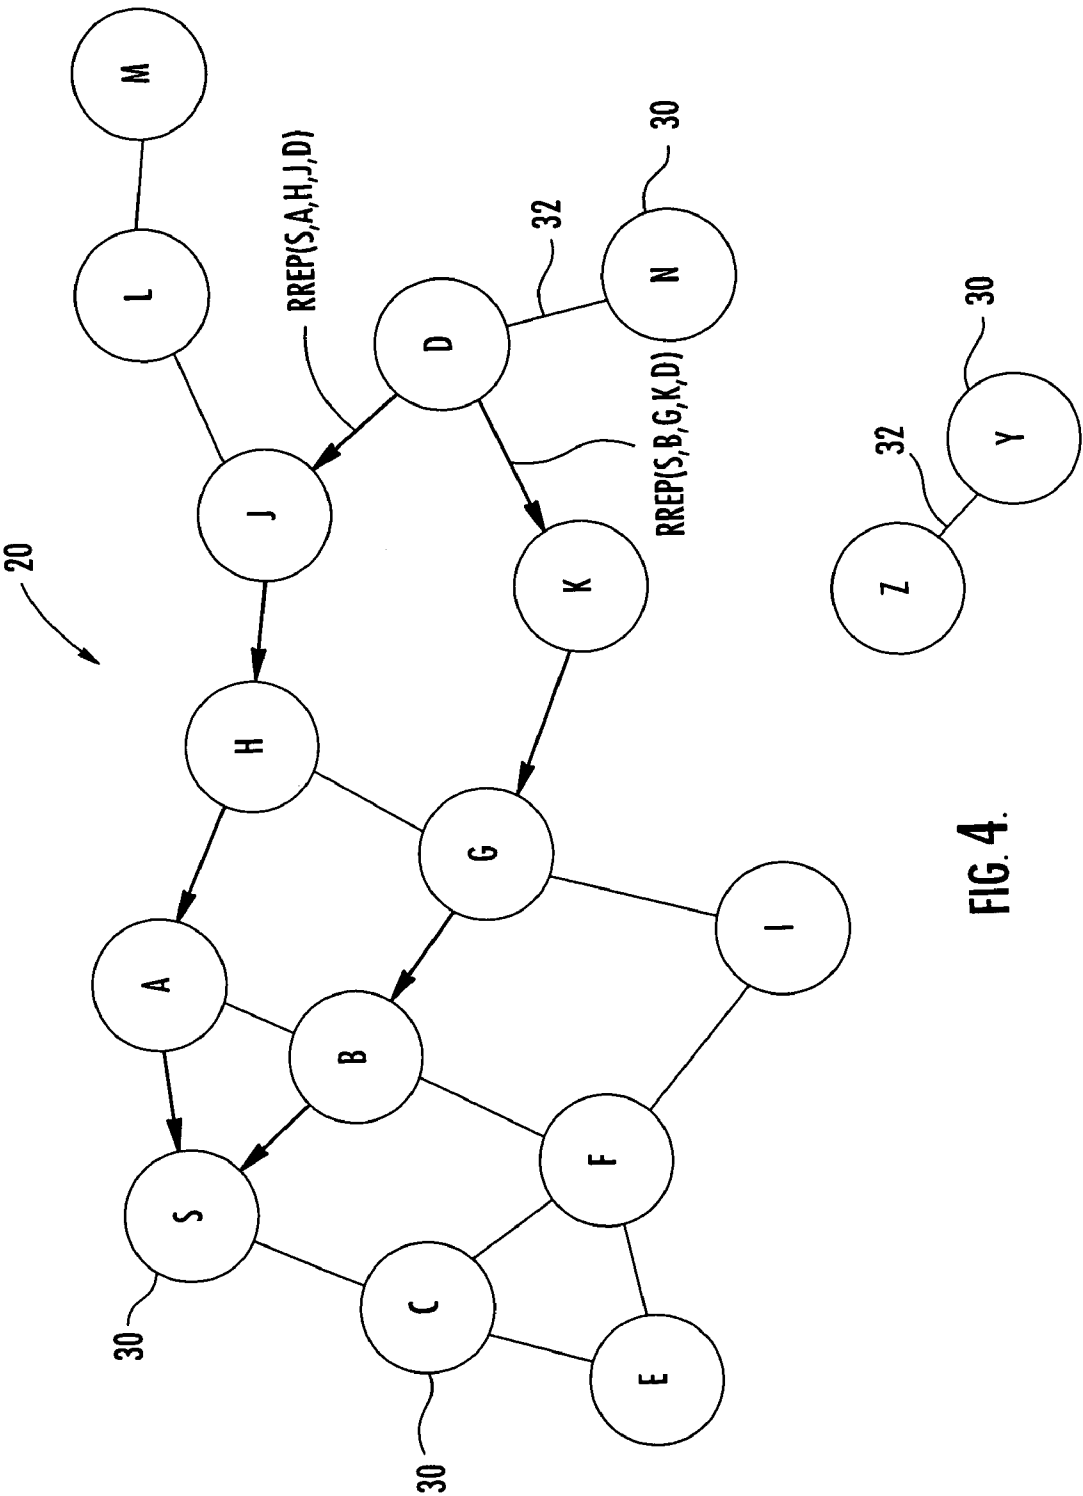 20
M
L
RREP(S,A,H,J,D)
30
32
N
D
J
RREP(S,B,G,K,D)
K
H
A
G
B
S
30
C
30
F
E
I
30
32
Y
Z
FIG. 4.